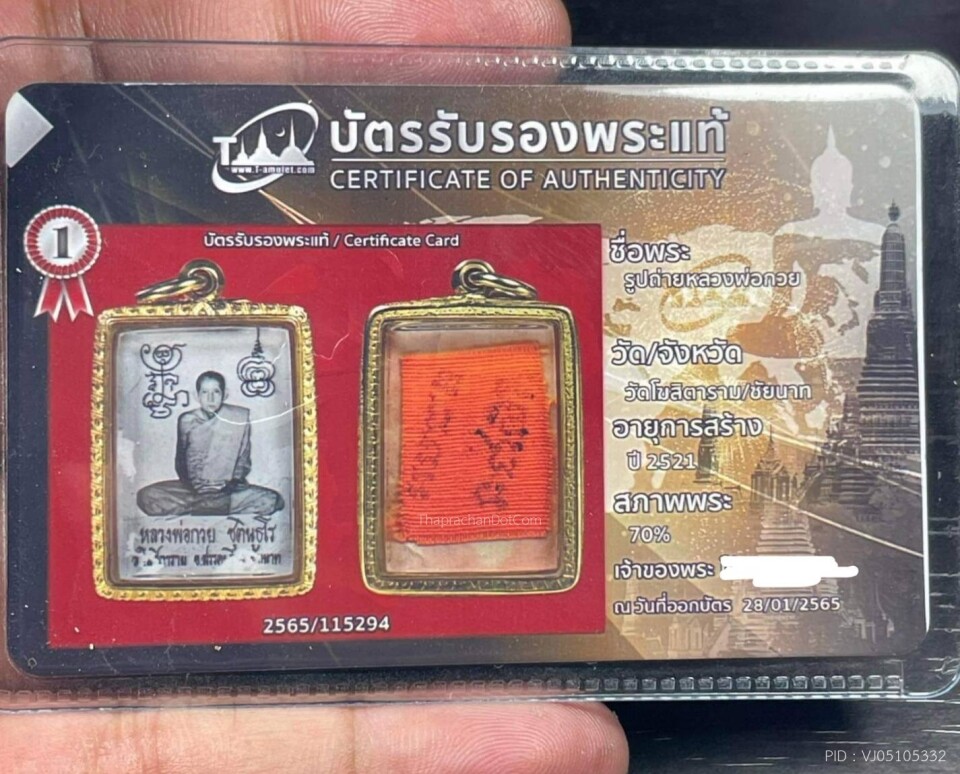 T
www.T-amulet.com
บัตรรับรองพระแท้
CERTIFICATE OF AUTHENTICITY
1
บัตรรับรองพระแท้ / Certificate Card
หลวงพ่อกวย ชุตินฺธโร
ThaprachanDotCom
2565/115294
ชื่อพระ
รูปถ่ายหลวงพ่อกวย
วัด/จังหวัด
วัดโฆสิตาราม/ชัยนาท
อายุการสร้าง
ปี 2521
สภาพพระ
70%
เจ้าของพระ
ณ วันที่ออกบัตร 28/01/2565
PID : VJ05105332